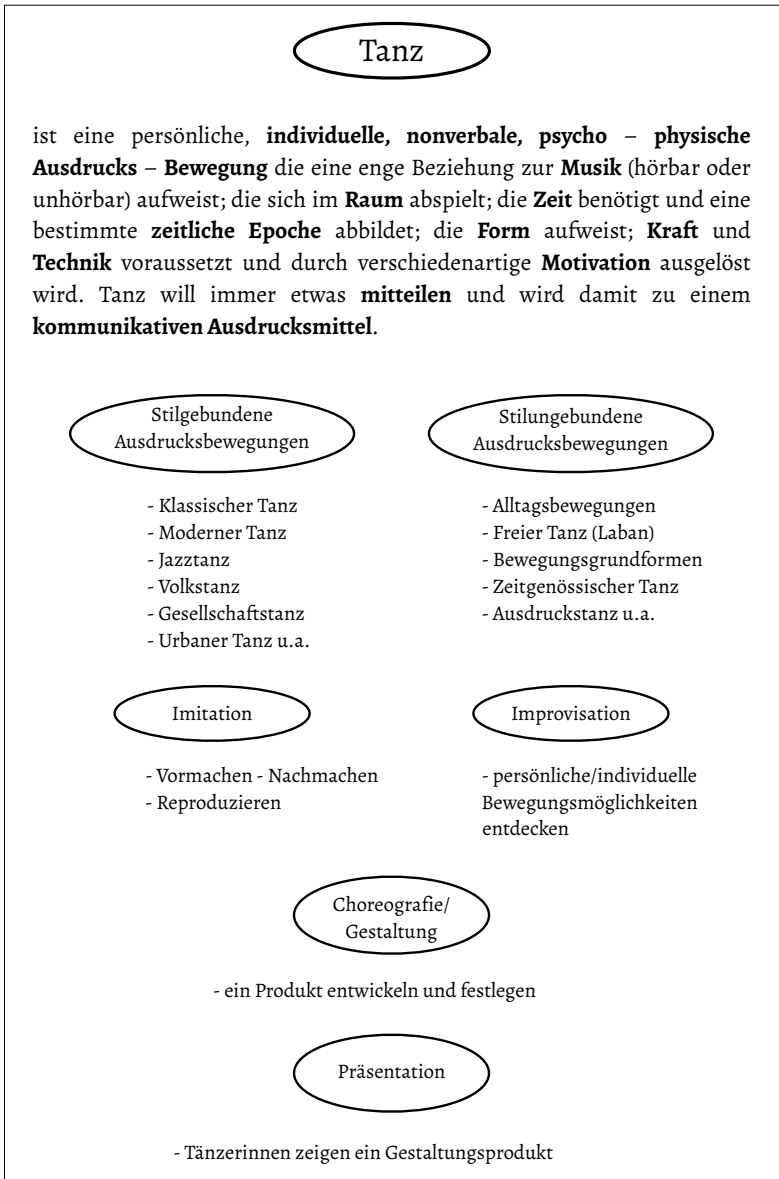 Tanz
ist eine persönliche, individuelle, nonverbale, psycho – physische
Ausdrucks – Bewegung die eine enge Beziehung zur Musik (hörbar oder
unhörbar) aufweist; die sich im Raum abspielt; die Zeit benötigt und eine
bestimmte zeitliche Epoche abbildet; die Form aufweist; Kraft und
Technik voraussetzt und durch verschiedenartige Motivation ausgelöst
wird. Tanz will immer etwas mitteilen und wird damit zu einem
kommunikativen Ausdrucksmittel.
Stilgebundene
Ausdrucksbewegungen
- Klassischer Tanz
- Moderner Tanz
- Jazztanz
- Volkstanz
- Gesellschaftstanz
- Urbaner Tanz u.a.
Stilungebundene
Ausdrucksbewegungen
- Alltagsbewegungen
- Freier Tanz (Laban)
- Bewegungsgrundformen
- Zeitgenössischer Tanz
- Ausdruckstanz u.a.
Imitation
- Vormachen - Nachmachen
- Reproduzieren
Improvisation
- persönliche/individuelle
Bewegungsmöglichkeiten
entdecken
Choreografie/
Gestaltung
- ein Produkt entwickeln und festlegen
Präsentation
- Tänzerinnen zeigen ein Gestaltungsprodukt